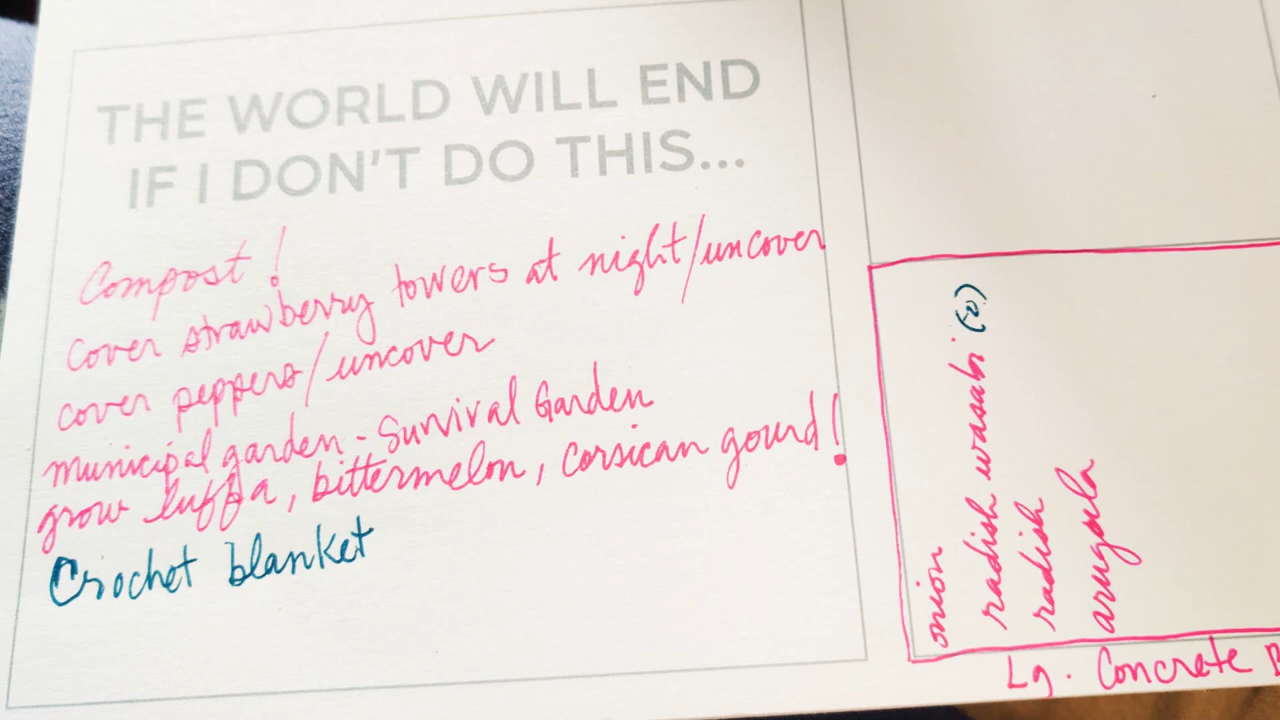 THE WORLD WILL END
IF I DON'T DO THIS...
Compost!
cover strawberry towers at night/uncover
cover peppers/uncover
municipal garden - Survival Garden
grow luffa, bittermelon, corsican gourd!
Crochet blanket
onion
radish wasabi
radish
arugula
Lg. Concrete